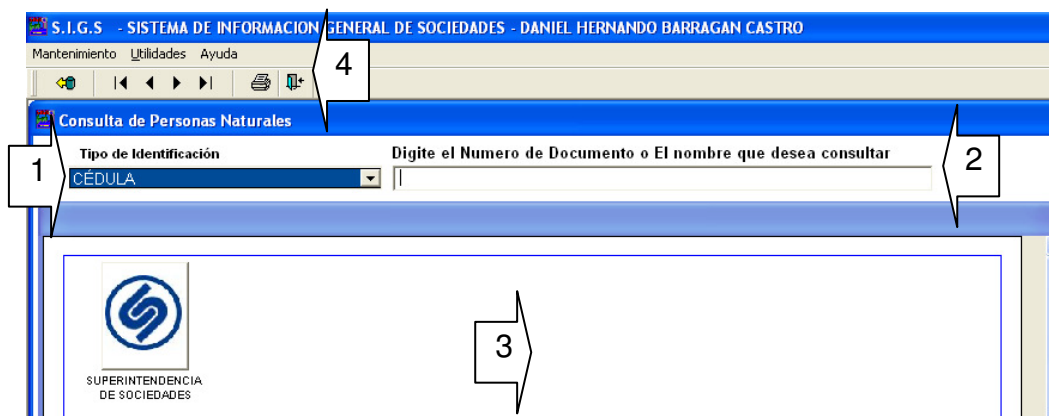 S.I.G.S - SISTEMA DE INFORMACION GENERAL DE SOCIEDADES - DANIEL HERNANDO BARRAGAN CASTRO
Mantenimiento Utilidades Ayuda
4
Consulta de Personas Naturales
Tipo de Identificación Digite el Numero de Documento o El nombre que desea consultar
1 CÉDULA 2
3
SUPERINTENDENCIA
DE SOCIEDADES